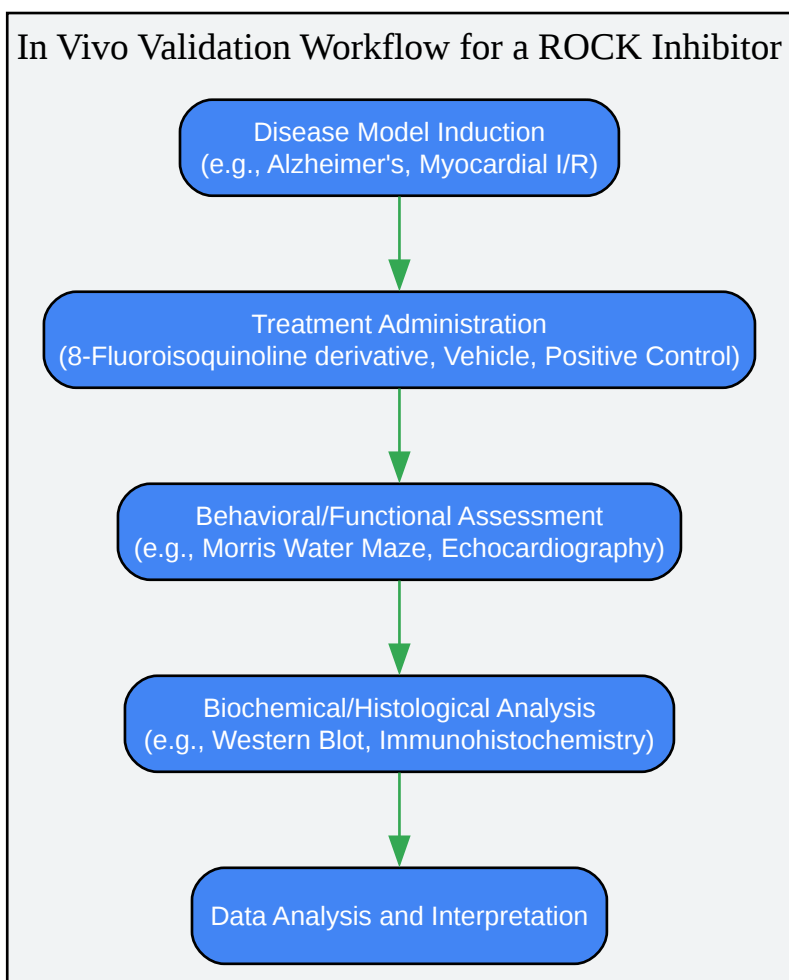 In Vivo Validation Workflow for a ROCK Inhibitor
Disease Model Induction
(e.g., Alzheimer's, Myocardial I/R)
Treatment Administration
(8-Fluoroisoquinoline derivative, Vehicle, Positive Control)
Behavioral/Functional Assessment
(e.g., Morris Water Maze, Echocardiography)
Biochemical/Histological Analysis
(e.g., Western Blot, Immunohistochemistry)
Data Analysis and Interpretation